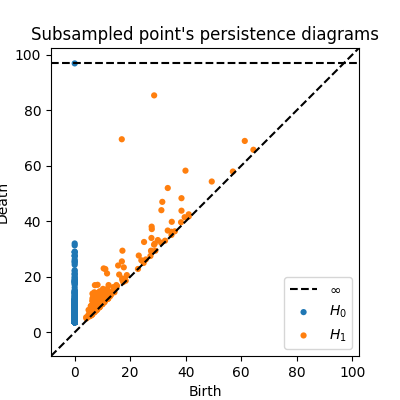 Subsampled point's persistence diagrams
Death
100
80
60
40
20
0
∞
H₀
H₁
0 20 40 60 80 100
Birth